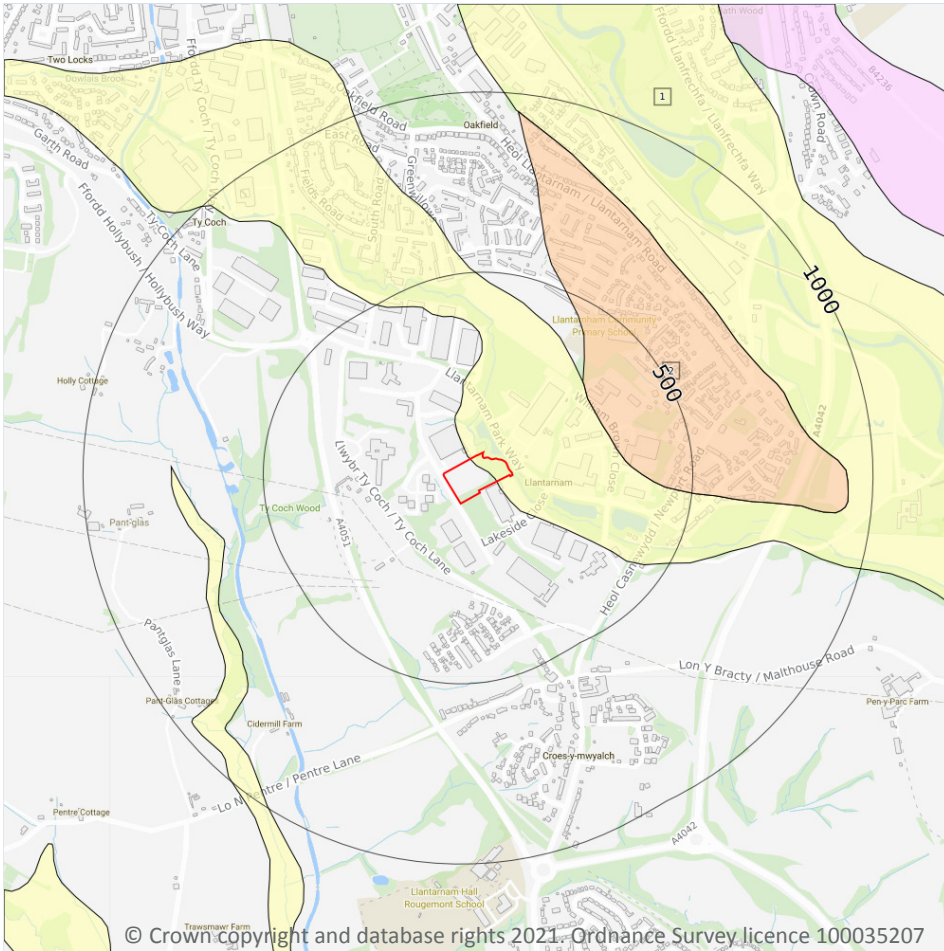 Two Locks
Dowlais Brook
Garth Road
Ffordd Hollybush / Hollybush Way
Ty Coch Lane
Ffordd Ty Coch / Ty Coch Way
Ty Coch
Fields Road
East Road
South Road
Oakfield Road
Oakfield
Greenwillow
Heol Llantarnam / Llantarnam Road
Ffordd Llanfrechfa / Llanfrechfa Way
1
B4236
Crown Road
1000
Llantarnam Community
Primary School
500
A4042
Holly Cottage
Llantarnam Park Way
William Brown Close
Llantarnam
Llwybr Ty Coch / Ty Coch Lane
Ty Coch Wood
A4051
Pant-glas
Lakeside Close
Heol Casnewydd / Newport Road
Pantglas Lane
Pant-Glas Cottage
Cidermill Farm
Lon Y Bracty / Malthouse Road
Pen-y-Parc Farm
Croes-y-mwyalch
Lo N Pentre / Pentre Lane
Pentre Cottage
A4042
Llantarnam Hall
Rougemont School
Trawsmawr Farm
© Crown copyright and database rights 2021. Ordnance Survey licence 100035207